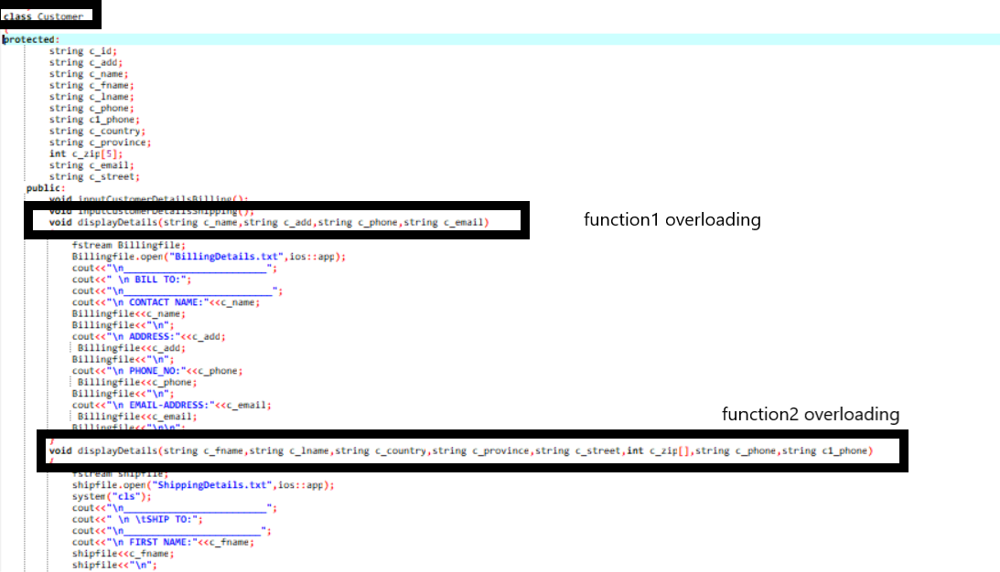 class Customer
{
protected:
string c_id;
string c_add;
string c_name;
string c_fname;
string c_lname;
string c_phone;
string c1_phone;
string c_country;
string c_province;
int c_zip[5];
string c_email;
string c_street;
public:
void inputCustomerDetailsBilling();
void inputCustomerDetailsShipping();
void displayDetails(string c_name,string c_add,string c_phone,string c_email)
function1 overloading
fstream Billingfile;
Billingfile.open("BillingDetails.txt",ios::app);
cout<<"\n_________________________";
cout<<" \n BILL TO:";
cout<<"\n__________________________";
cout<<"\n CONTACT NAME:"<<c_name;
Billingfile<<c_name;
Billingfile<<"\n";
cout<<"\n ADDRESS:"<<c_add;
Billingfile<<c_add;
Billingfile<<"\n";
cout<<"\n PHONE_NO:"<<c_phone;
Billingfile<<c_phone;
Billingfile<<"\n";
cout<<"\n EMAIL-ADDRESS:"<<c_email;
Billingfile<<c_email;
Billingfile<<"\n\n";
function2 overloading
}
void displayDetails(string c_fname,string c_lname,string c_country,string c_province,string c_street,int c_zip[],string c_phone,string c1_phone)
{
fstream shipfile;
shipfile.open("ShippingDetails.txt",ios::app);
system("cls");
cout<<"\n_________________________";
cout<<" \n \tSHIP TO:";
cout<<"\n________________________";
cout<<"\n FIRST NAME:"<<c_fname;
shipfile<<c_fname;
shipfile<<"\n";